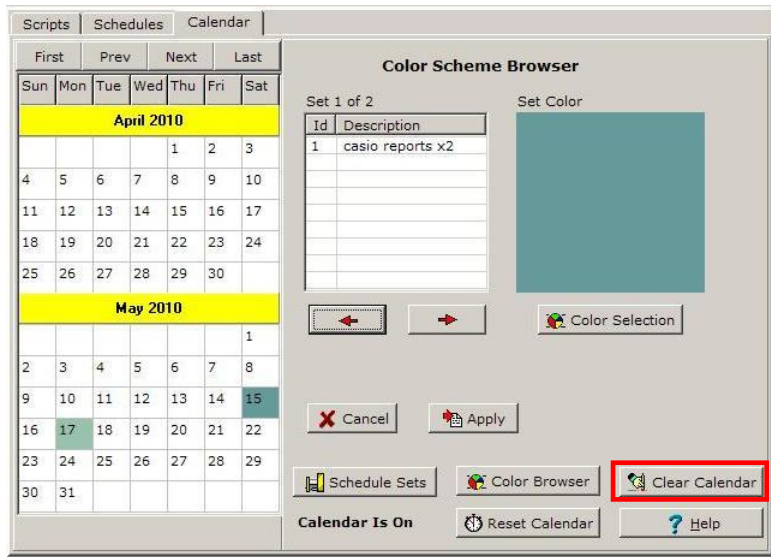 Scripts Schedules Calendar
First Prev Next Last
Sun Mon Tue Wed Thu Fri Sat
April 2010
1 2 3
4 5 6 7 8 9 10
11 12 13 14 15 16 17
18 19 20 21 22 23 24
25 26 27 28 29 30
May 2010
1
2 3 4 5 6 7 8
9 10 11 12 13 14 15
16 17 18 19 20 21 22
23 24 25 26 27 28 29
30 31
Color Scheme Browser
Set 1 of 2
Id Description
1 casio reports x2
Set Color
Color Selection
Cancel Apply
Schedule Sets Color Browser Clear Calendar
Calendar Is On Reset Calendar Help